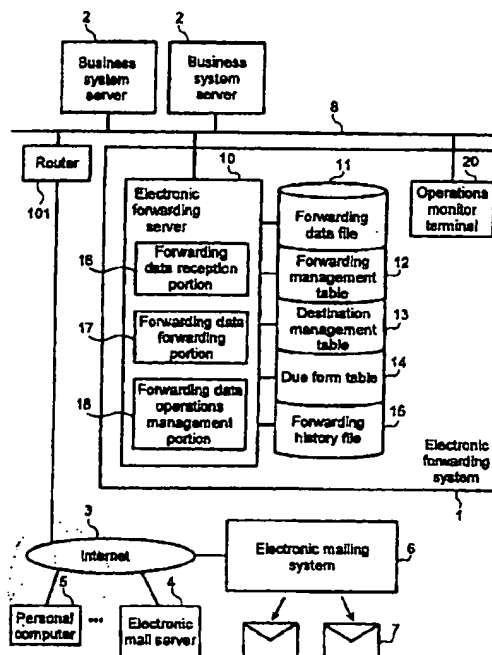 2
2
Business
system
server
Business
system
server
8
Router
101
10
11
20
Electronic
forwarding
server
Operations
monitor
terminal
Forwarding
data file
16
Forwarding
data reception
portion
Forwarding
management
table
12
Destination
management
table
13
17
Forwarding data
forwarding
portion
Due form table
14
18
Forwarding data
operations
management
portion
Forwarding
history file
15
Electronic
forwarding
system
1
3
Internet
Electronic mailing
system
6
5
4
Personal
computer
...
Electronic
mail server
7